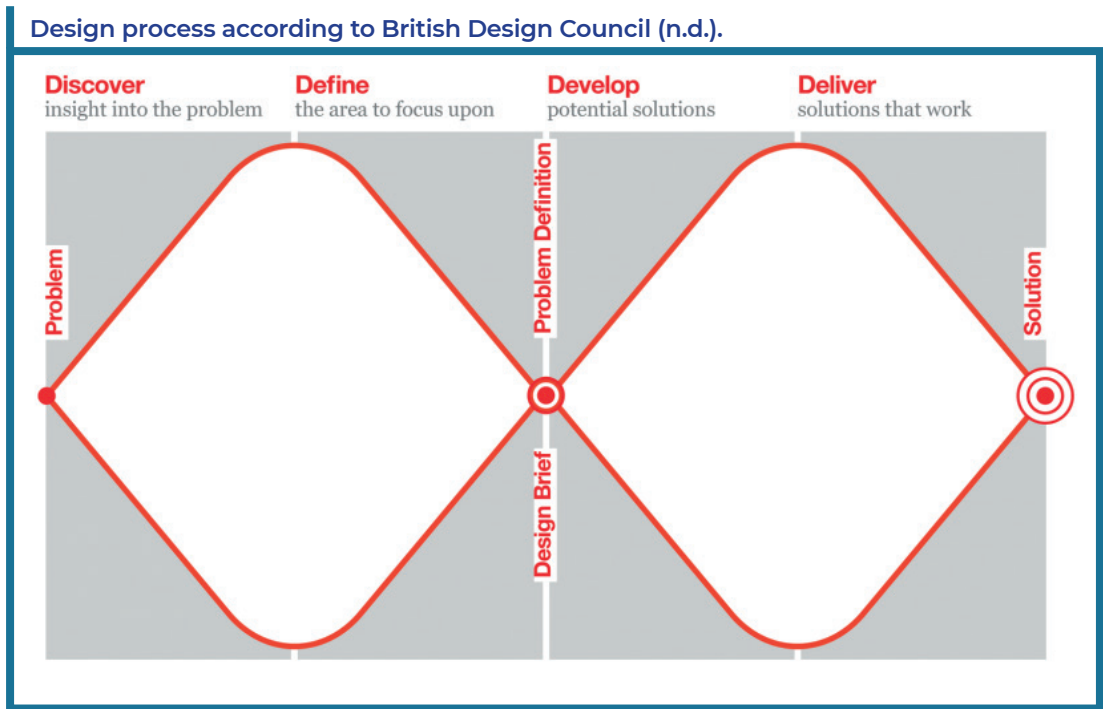 Design process according to British Design Council (n.d.).
Discover
insight into the problem
Define
the area to focus upon
Develop
potential solutions
Deliver
solutions that work
Problem
Problem Definition
Design Brief
Solution